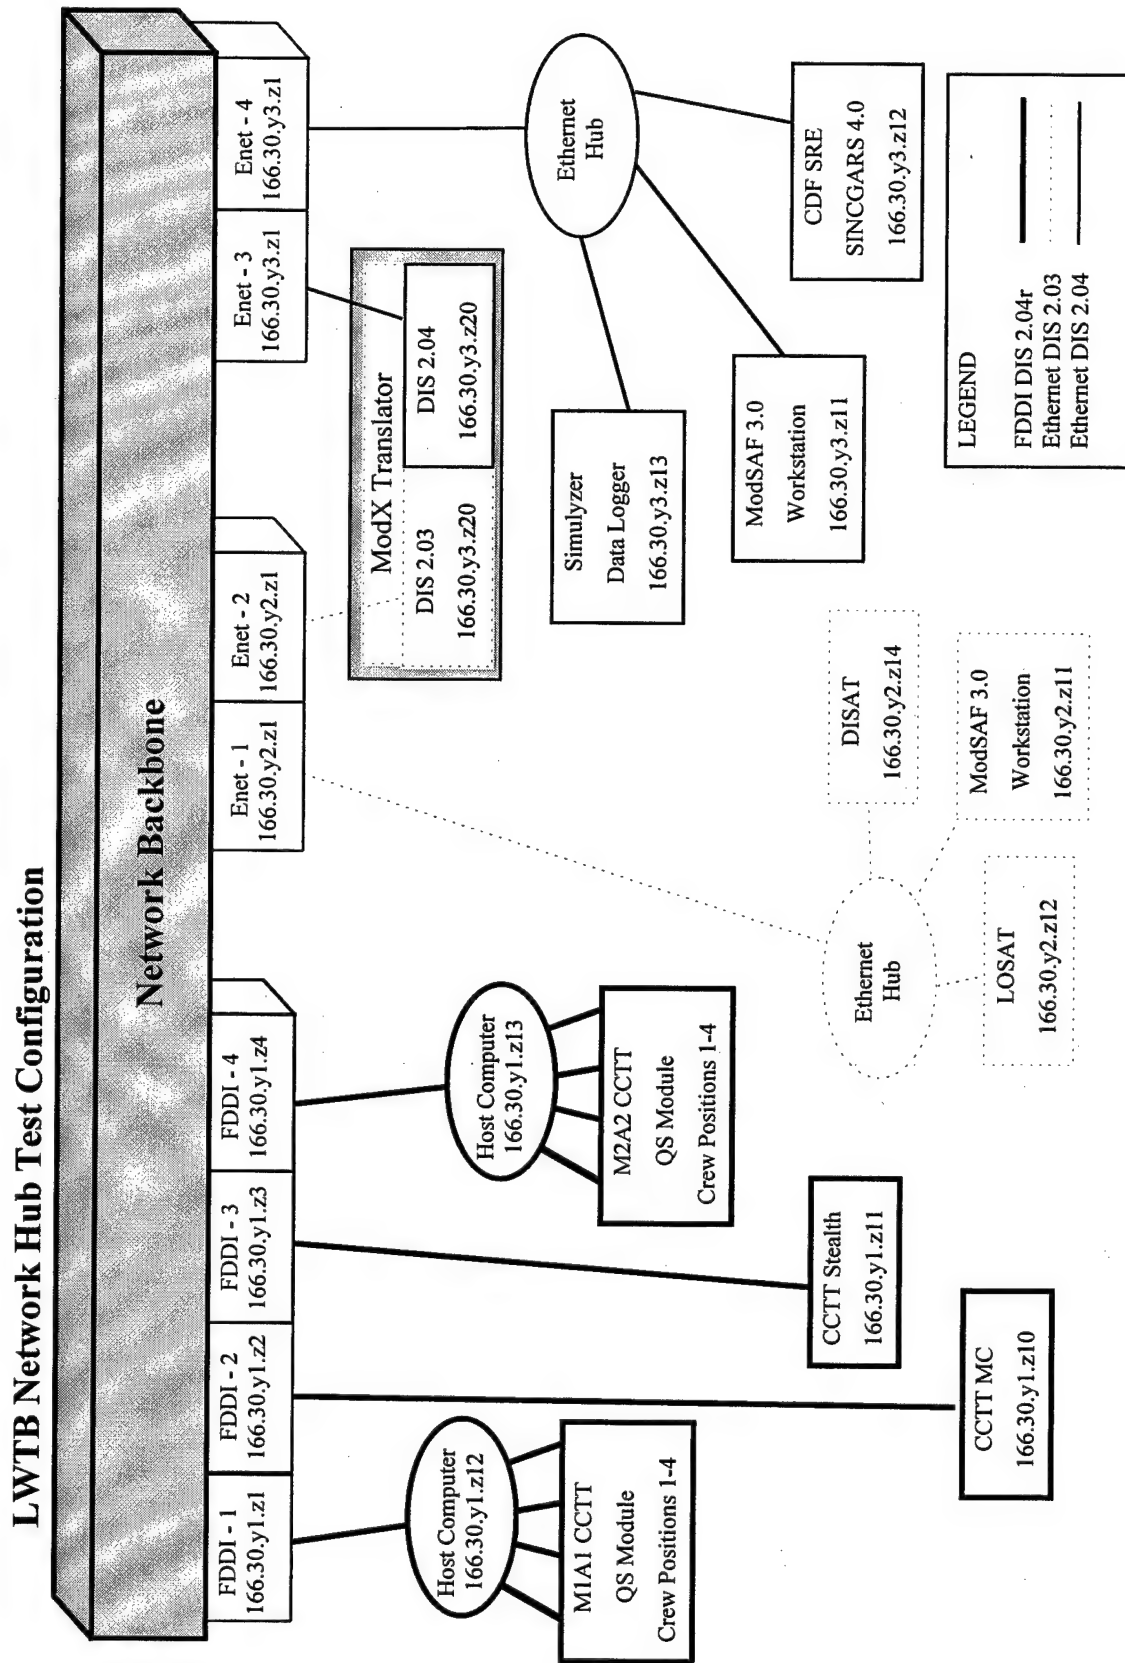 LWTB Network Hub Test Configuration
Network Backbone
FDDI - 1
166.30.y1.z1
FDDI - 2
166.30.y1.z2
FDDI - 3
166.30.y1.z3
FDDI - 4
166.30.y1.z4
Enet - 1
166.30.y2.z1
Enet - 2
166.30.y2.z1
Enet - 3
166.30.y3.z1
Enet - 4
166.30.y3.z1
Host Computer
166.30.y1.z12
M1A1 CCTT
QS Module
Crew Positions 1-4
CCTT MC
166.30.y1.z10
CCTT Stealth
166.30.y1.z11
Host Computer
166.30.y1.z13
M2A2 CCTT
QS Module
Crew Positions 1-4
Ethernet
Hub
LOSAT
166.30.y2.z12
ModSAF 3.0
Workstation
166.30.y2.z11
DISAT
166.30.y2.z14
ModX Translator
DIS 2.03
166.30.y3.z20
DIS 2.04
166.30.y3.z20
Ethernet
Hub
Simulyzer
Data Logger
166.30.y3.z13
ModSAF 3.0
Workstation
166.30.y3.z11
CDF SRE
SINCGARS 4.0
166.30.y3.z12
LEGEND
FDDI DIS 2.04r
Ethernet DIS 2.03
Ethernet DIS 2.04